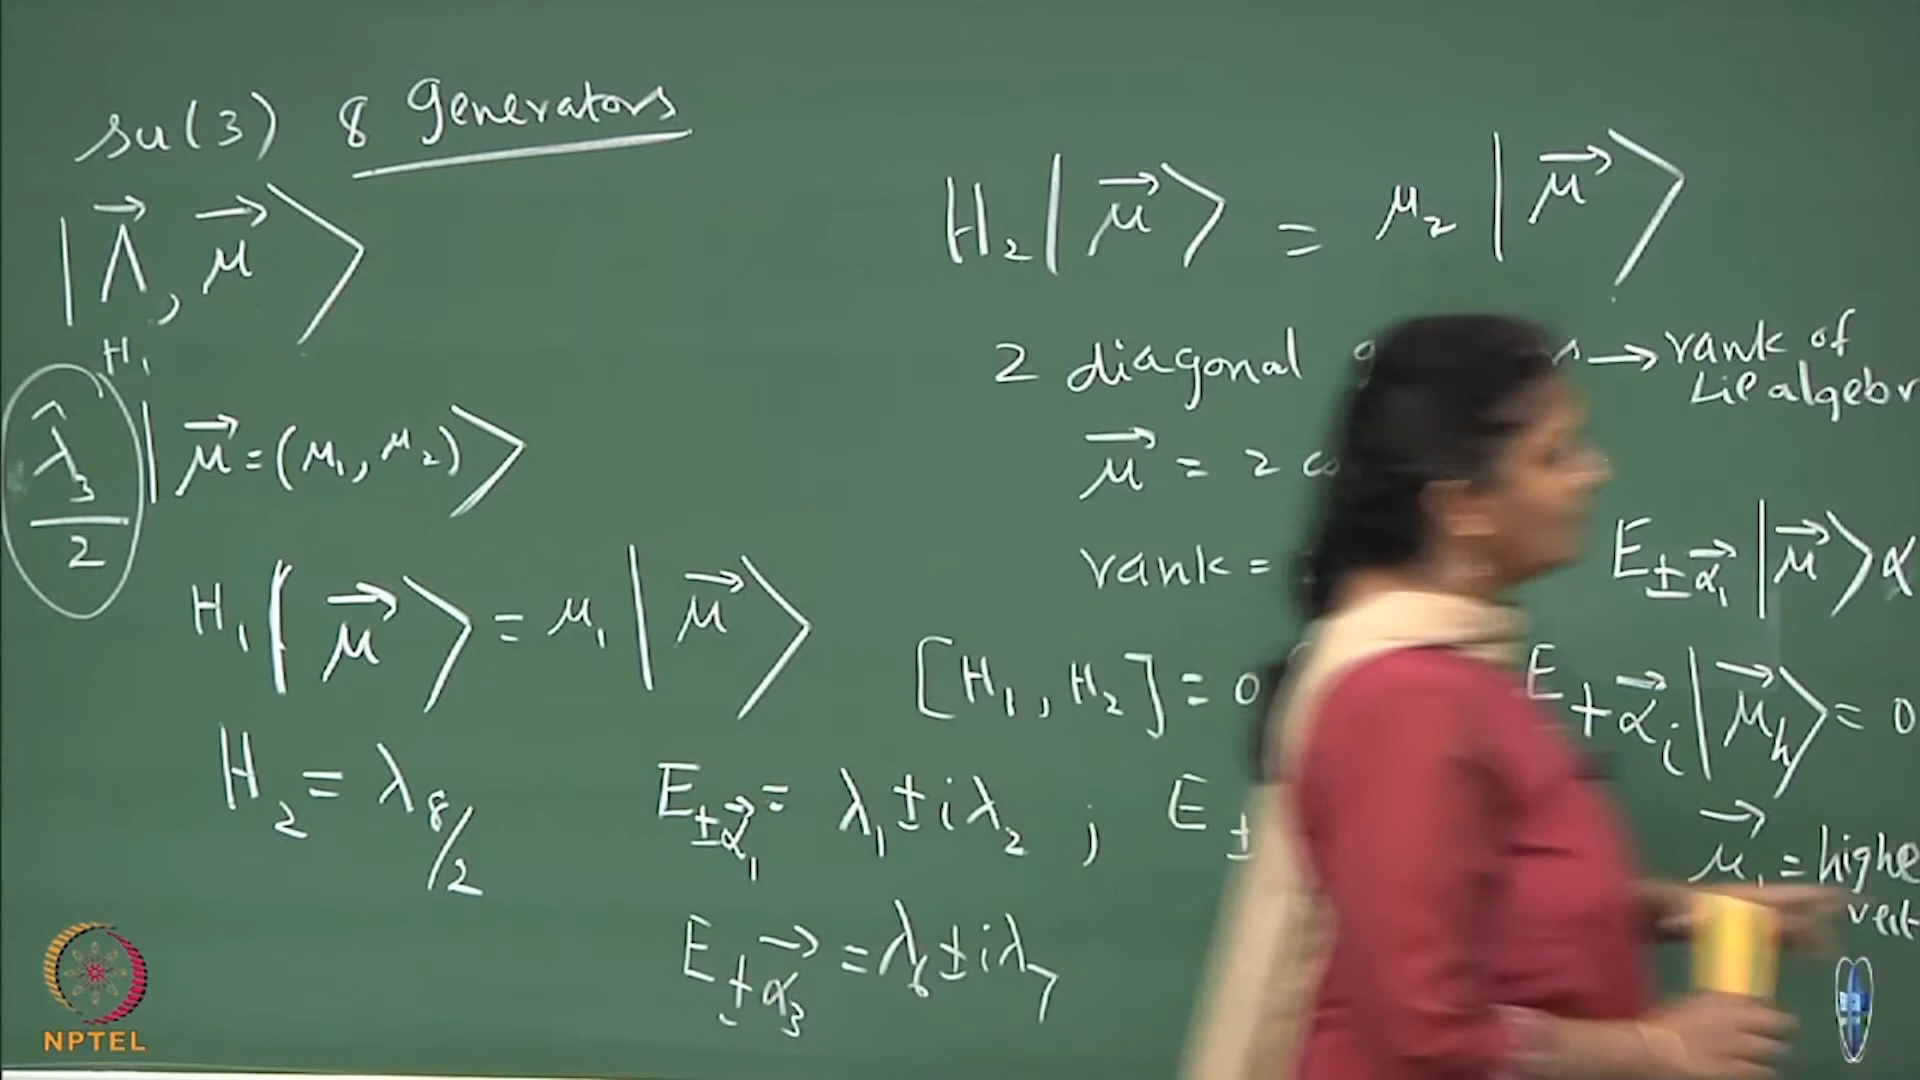 su(3) 8 Generators
|Λ⃗, μ⃗⟩
H₁
λ̂₃/2 | μ⃗ = (μ₁, μ₂)⟩
H₁ | μ⃗⟩ = μ₁ | μ⃗⟩
H₂ = λ₈/2
H₂ | μ⃗⟩ = μ₂ | μ⃗⟩
2 diagonal → rank of
Lie algebr
μ⃗ = 2
rank =
[H₁, H₂] = 0
E±α⃗₁ = λ₁ ± iλ₂ ; E±
E±α⃗₃ = λ₆ ± iλ₇
E±α⃗₁ | μ⃗⟩ α
E+α⃗ᵢ | μ⃗ₕ⟩ = 0
μ⃗ = highe
NPTEL